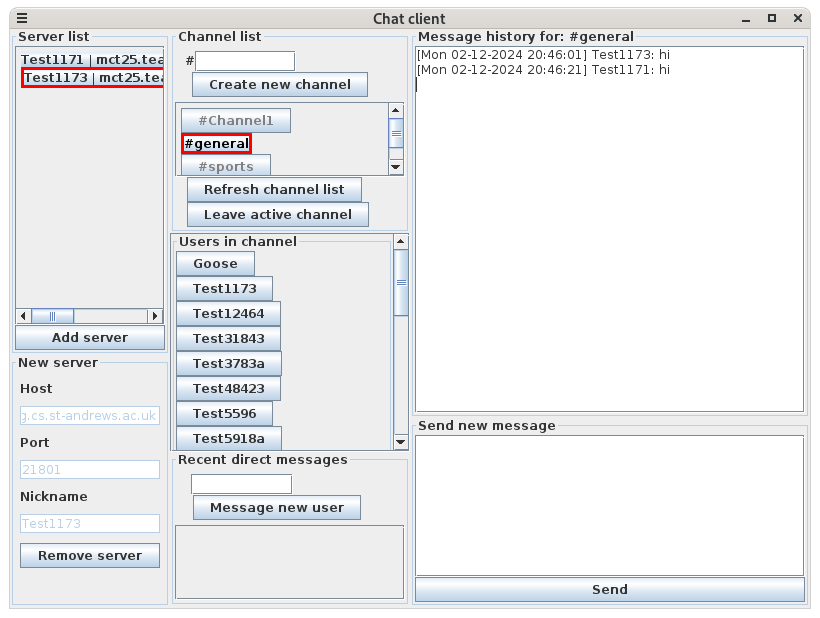 Chat client
Server list
Test1171 | mct25.tea
Test1173 | mct25.tea
Add server
New server
Host
g.cs.st-andrews.ac.uk
Port
21801
Nickname
Test1173
Remove server
Channel list
#
Create new channel
#Channel1
#general
#sports
Refresh channel list
Leave active channel
Users in channel
Goose
Test1173
Test12464
Test31843
Test3783a
Test48423
Test5596
Test5918a
Recent direct messages
Message new user
Message history for: #general
[Mon 02-12-2024 20:46:01] Test1173: hi
[Mon 02-12-2024 20:46:21] Test1171: hi
Send new message
Send